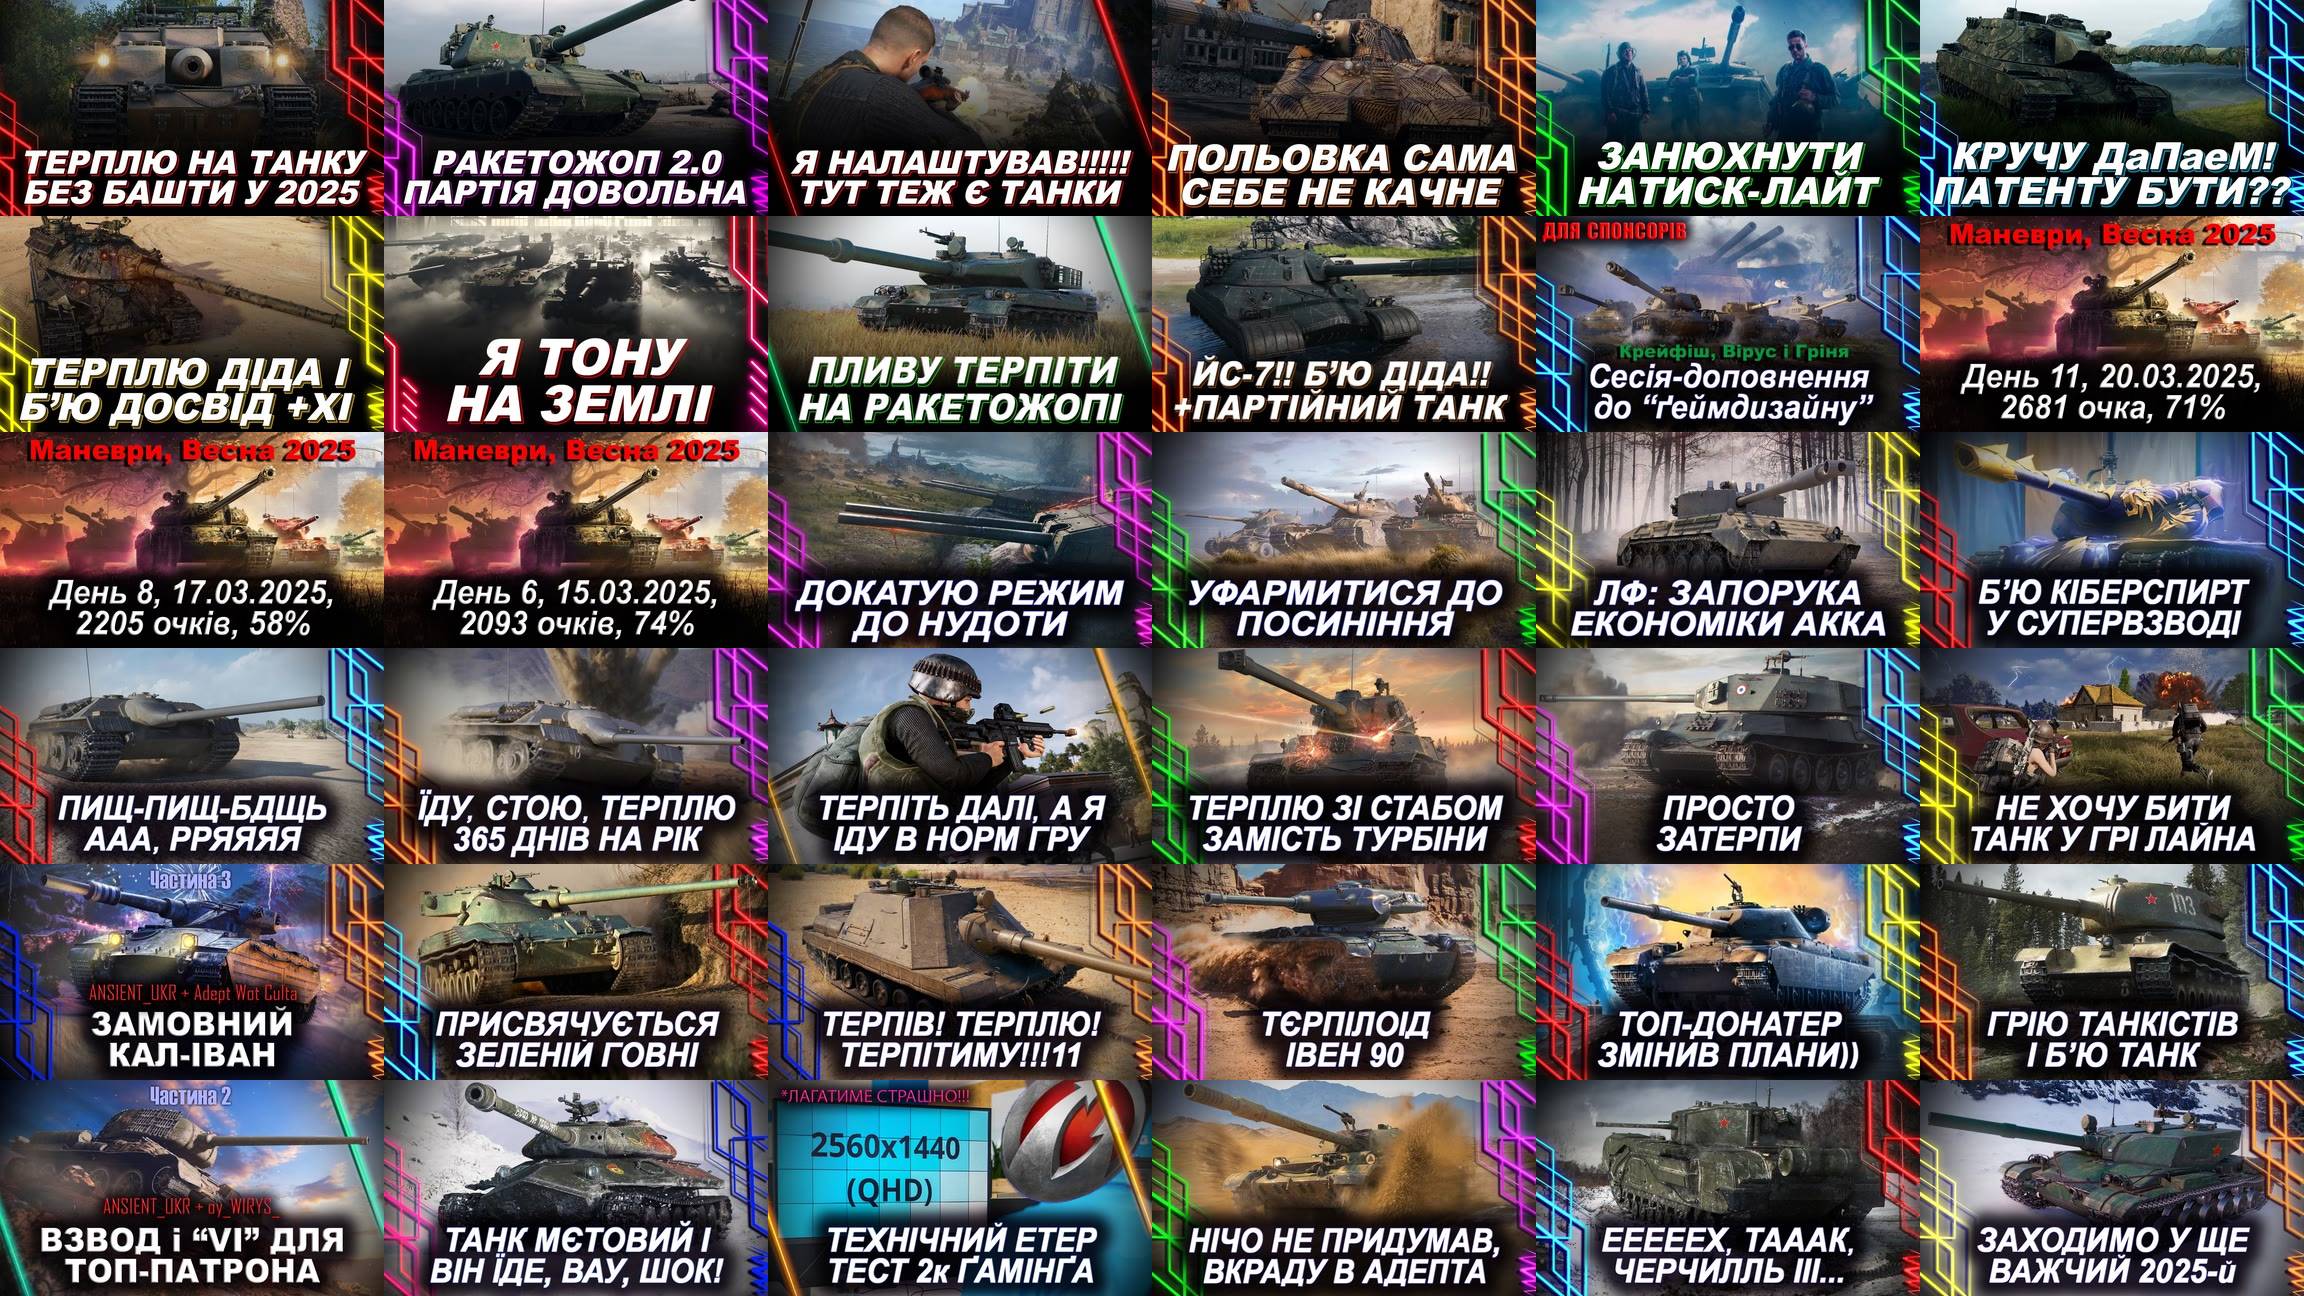 ТЕРПЛЮ НА ТАНКУ
БЕЗ БАШТИ У 2025
РАКЕТОЖОП 2.0
ПАРТІЯ ДОВОЛЬНА
Я НАЛАШТУВАВ!!!!!
ТУТ ТЕЖ Є ТАНКИ
ПОЛЬОВКА САМА
СЕБЕ НЕ КАЧНЕ
ЗАНЮХНУТИ
НАТИСК-ЛАЙТ
КРУЧУ ДаПаеМ!
ПАТЕНТУ БУТИ??
ТЕРПЛЮ ДІДА І
Б'Ю ДОСВІД +ХІ
Я ТОНУ
НА ЗЕМЛІ
ПЛИВУ ТЕРПІТИ
НА РАКЕТОЖОПІ
ЙС-7!! Б'Ю ДІДА!!
+ПАРТІЙНИЙ ТАНК
ДЛЯ СПОНСОРІВ
Крейфіш, Вірус і Гріня
Сесія-доповнення
до “ґеймдизайну”
Маневри, Весна 2025
День 11, 20.03.2025,
2681 очка, 71%
Маневри, Весна 2025
День 8, 17.03.2025,
2205 очків, 58%
Маневри, Весна 2025
День 6, 15.03.2025,
2093 очків, 74%
ДОКАТУЮ РЕЖИМ
ДО НУДОТИ
УФАРМИТИСЯ ДО
ПОСИНІННЯ
ЛФ: ЗАПОРУКА
ЕКОНОМІКИ АККА
Б'Ю КІБЕРСПИРТ
У СУПЕРВЗВОДІ
ПИЩ-ПИЩ-БДЩЬ
ААА, РРЯЯЯЯ
ЇДУ, СТОЮ, ТЕРПЛЮ
365 ДНІВ НА РІК
ТЕРПІТЬ ДАЛІ, А Я
ІДУ В НОРМ ГРУ
ТЕРПЛЮ ЗІ СТАБОМ
ЗАМІСТЬ ТУРБІНИ
ПРОСТО
ЗАТЕРПИ
НЕ ХОЧУ БИТИ
ТАНК У ГРІ ЛАЙНА
Частина 3
ANSIENT_UKR + Adept Wot Culta
ЗАМОВНИЙ
КАЛ-ІВАН
ПРИСВЯЧУЄТЬСЯ
ЗЕЛЕНІЙ ГОВНІ
ТЕРПІВ! ТЕРПЛЮ!
ТЕРПІТИМУ!!!11
ТЄРПІЛОІД
ІВЕН 90
ТОП-ДОНАТЕР
ЗМІНИВ ПЛАНИ))
103
ГРІЮ ТАНКІСТІВ
І Б'Ю ТАНК
Частина 2
ANSIENT_UKR + oy_WIRYS_
ВЗВОД і “VI” ДЛЯ
ТОП-ПАТРОНА
ТАНК МЄТОВИЙ І
ВІН ЇДЕ, ВАУ, ШОК!
*ЛАГАТИМЕ СТРАШНО!!!
2560x1440
(QHD)
ТЕХНІЧНИЙ ЕТЕР
ТЕСТ 2к ҐАМІНҐА
НІЧО НЕ ПРИДУМАВ,
ВКРАДУ В АДЕПТА
ЕЕЕЕЕХ, ТАААК,
ЧЕРЧИЛЛЬ ІІІ...
ЗАХОДИМО У ЩЕ
ВАЖЧИЙ 2025-й